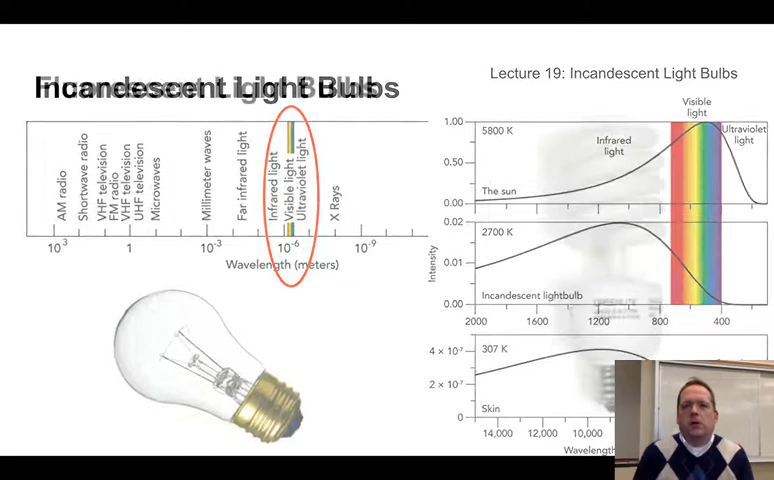 Incandescent Light Bulbs
Lecture 19: Incandescent Light Bulbs
AM radio
Shortwave radio
VHF television
FM radio
VHF television
UHF television
Microwaves
Millimeter waves
Far infrared light
Infrared light
Visible light
Ultraviolet light
X Rays
10³
1
10⁻³
10⁻⁶
10⁻⁹
Wavelength (meters)
Visible
light
Ultraviolet
light
Infrared
light
1.00
0.50
0.00
5800 K
The sun
0.02
0.01
0.00
2700 K
Incandescent lightbulb
Intensity
2000
1600
1200
800
400
4 × 10⁻⁷
2 × 10⁻⁷
0
307 K
Skin
14,000
12,000
10,000